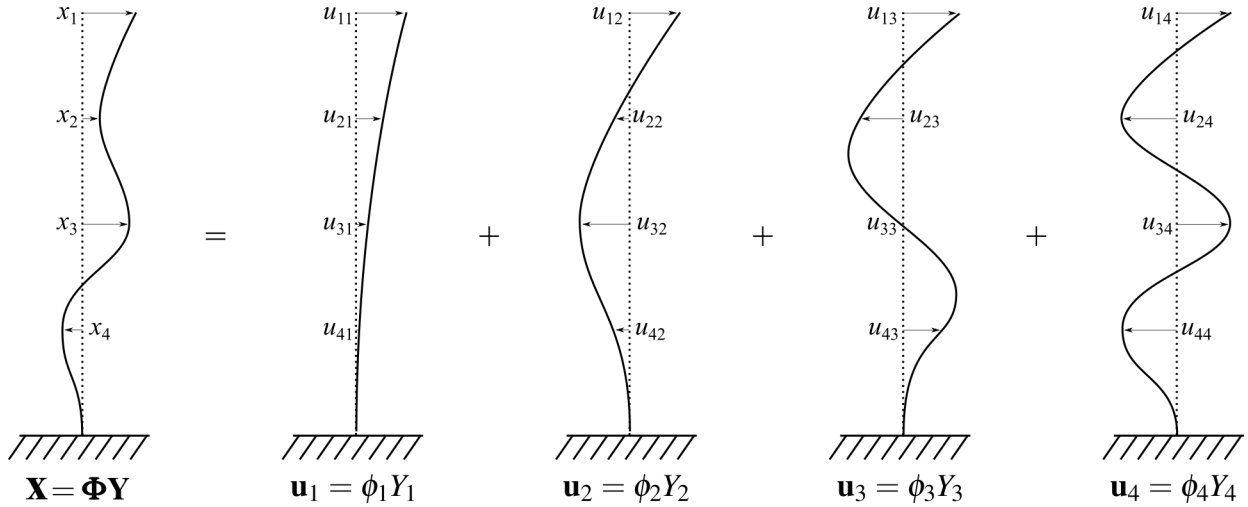 x₁ u₁₁ u₁₂ u₁₃ u₁₄
x₂ u₂₁ u₂₂ u₂₃ u₂₄
x₃ u₃₁ u₃₂ u₃₃ u₃₄
= + + +
x₄ u₄₁ u₄₂ u₄₃ u₄₄
X = ΦY u₁ = ϕ₁Y₁ u₂ = ϕ₂Y₂ u₃ = ϕ₃Y₃ u₄ = ϕ₄Y₄